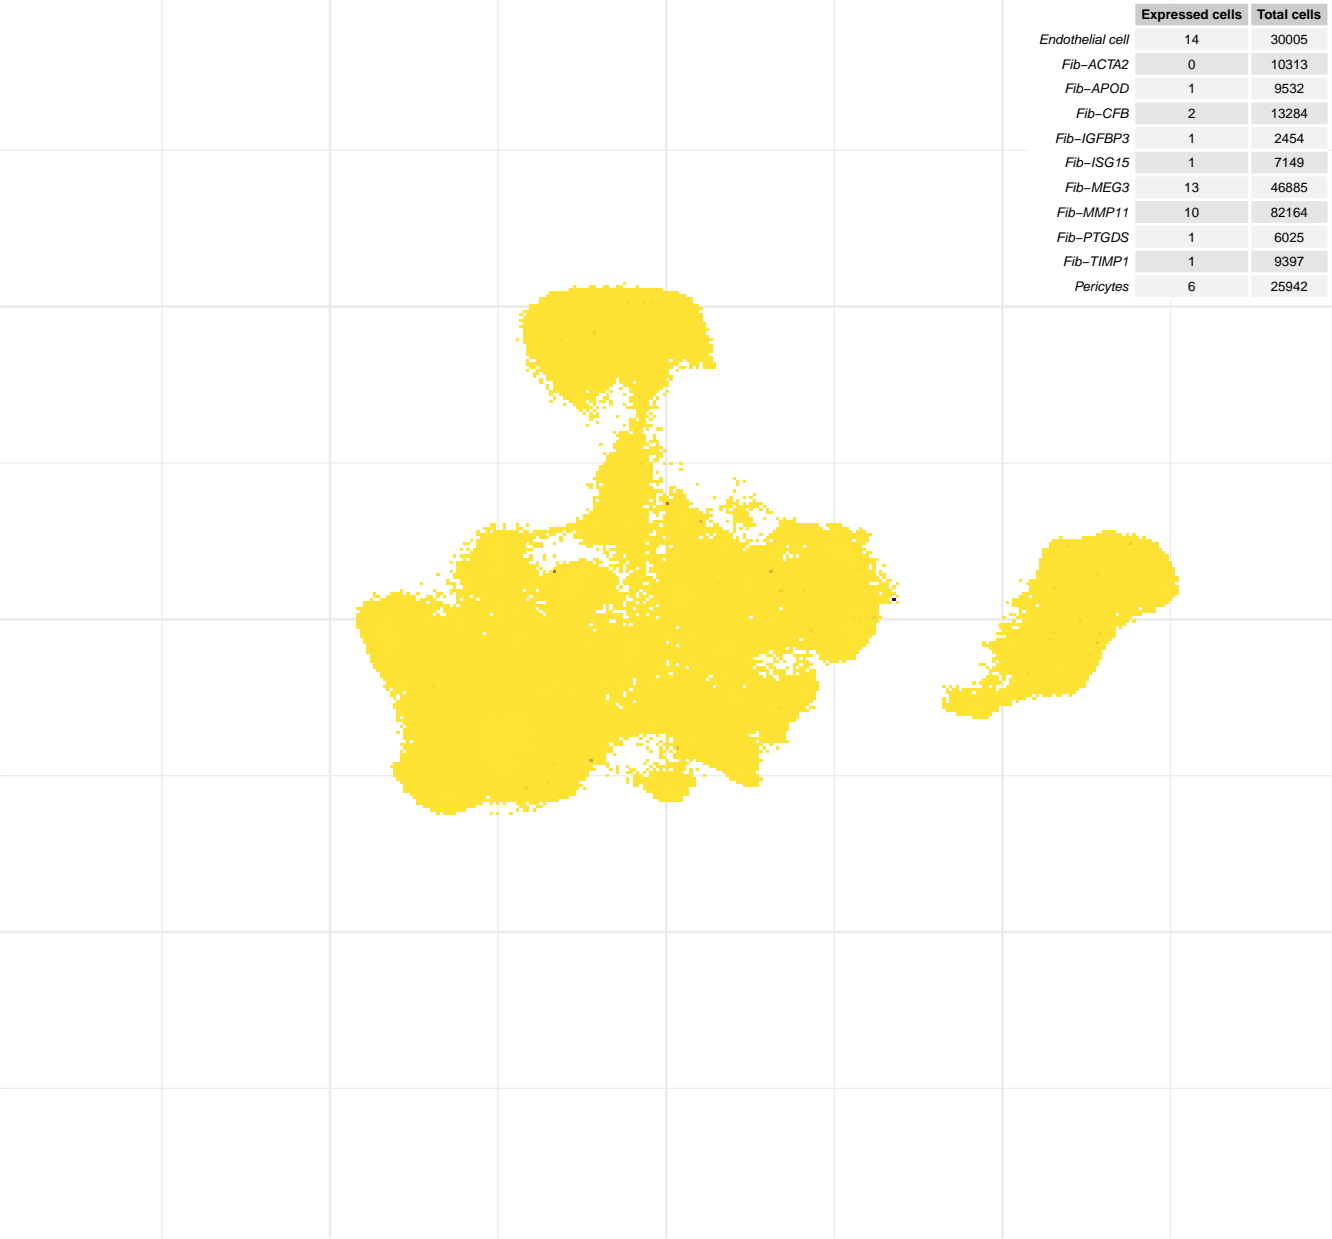 Expressed cells Total cells
Endothelial cell 14 30005
Fib−ACTA2 0 10313
Fib−APOD 1 9532
Fib−CFB 2 13284
Fib−IGFBP3 1 2454
Fib−ISG15 1 7149
Fib−MEG3 13 46885
Fib−MMP11 10 82164
Fib−PTGDS 1 6025
Fib−TIMP1 1 9397
Pericytes 6 25942